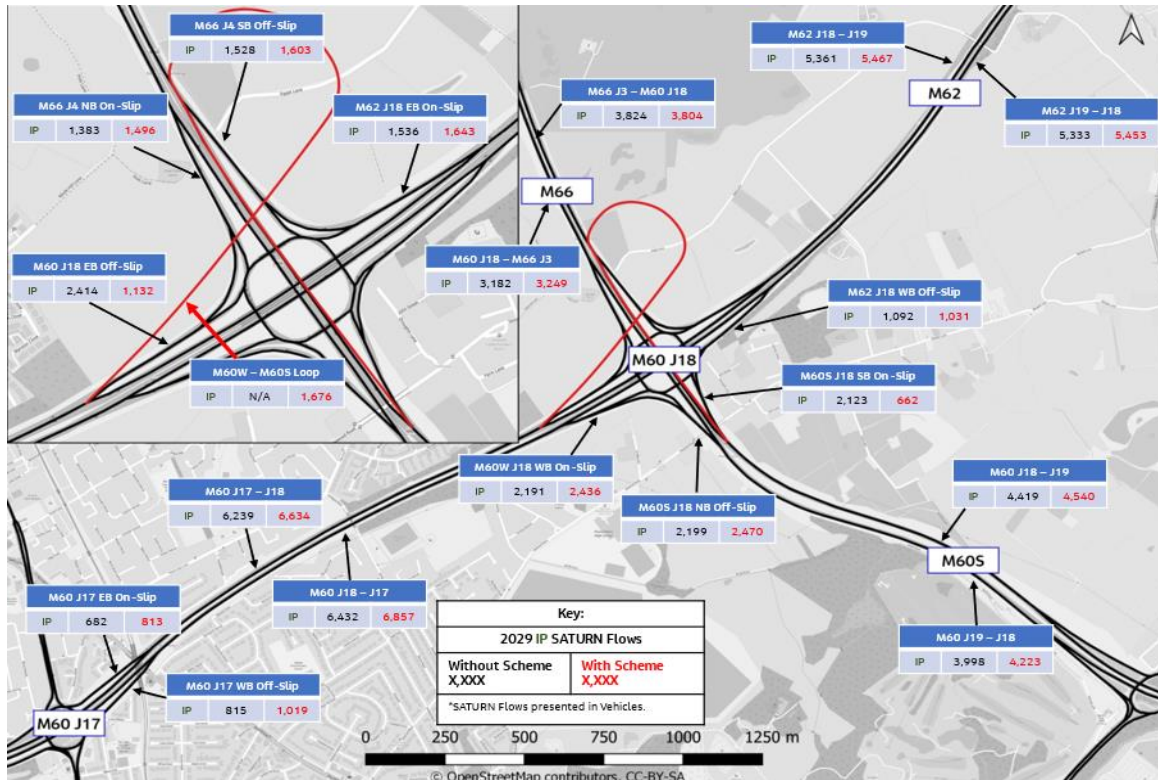 M66 J4 SB Off-Slip
IP 1,528 1,603
M66 J4 NB On-Slip
IP 1,383 1,496
M62 J18 EB On-Slip
IP 1,536 1,643
M60 J18 EB Off-Slip
IP 2,414 1,132
M60W – M60S Loop
IP N/A 1,676
M62 J18 – J19
IP 5,361 5,467
M62
M66 J3 – M60 J18
IP 3,824 3,804
M62 J19 – J18
IP 5,333 5,453
M66
M60 J18 – M66 J3
IP 3,182 3,249
M62 J18 WB Off-Slip
IP 1,092 1,031
M60 J18
M60S J18 SB On-Slip
IP 2,123 662
M60W J18 WB On-Slip
IP 2,191 2,436
M60S J18 NB Off-Slip
IP 2,199 2,470
M60 J18 – J19
IP 4,419 4,540
M60S
M60 J17 – J18
IP 6,239 6,634
M60 J18 – J17
IP 6,432 6,857
M60 J17 EB On-Slip
IP 682 813
M60 J17 WB Off-Slip
IP 815 1,019
M60 J17
M60 J19 – J18
IP 3,998 4,223
Key:
2029 IP SATURN Flows
Without Scheme
X,XXX
With Scheme
X,XXX
*SATURN Flows presented in Vehicles.
0 250 500 750 1000 1250 m
© OpenStreetMap contributors, CC-BY-SA